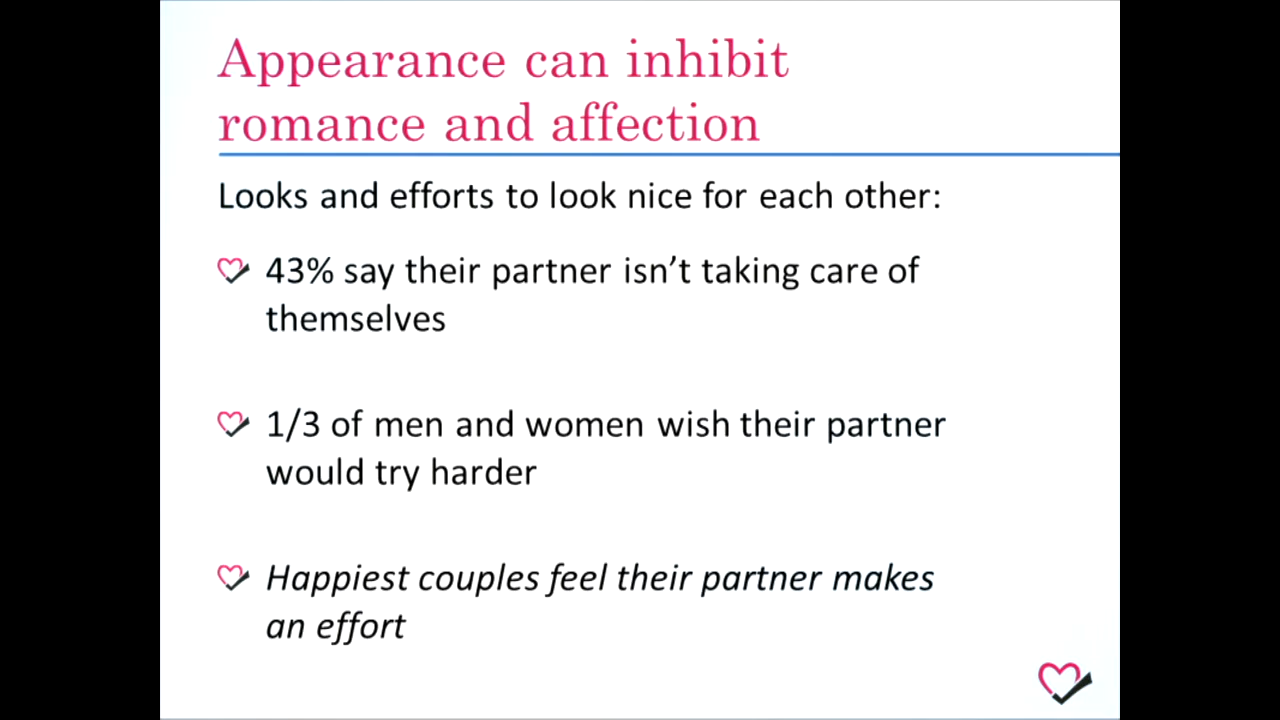 Appearance can inhibit
romance and affection
Looks and efforts to look nice for each other:
43% say their partner isn’t taking care of
themselves
1/3 of men and women wish their partner
would try harder
Happiest couples feel their partner makes
an effort